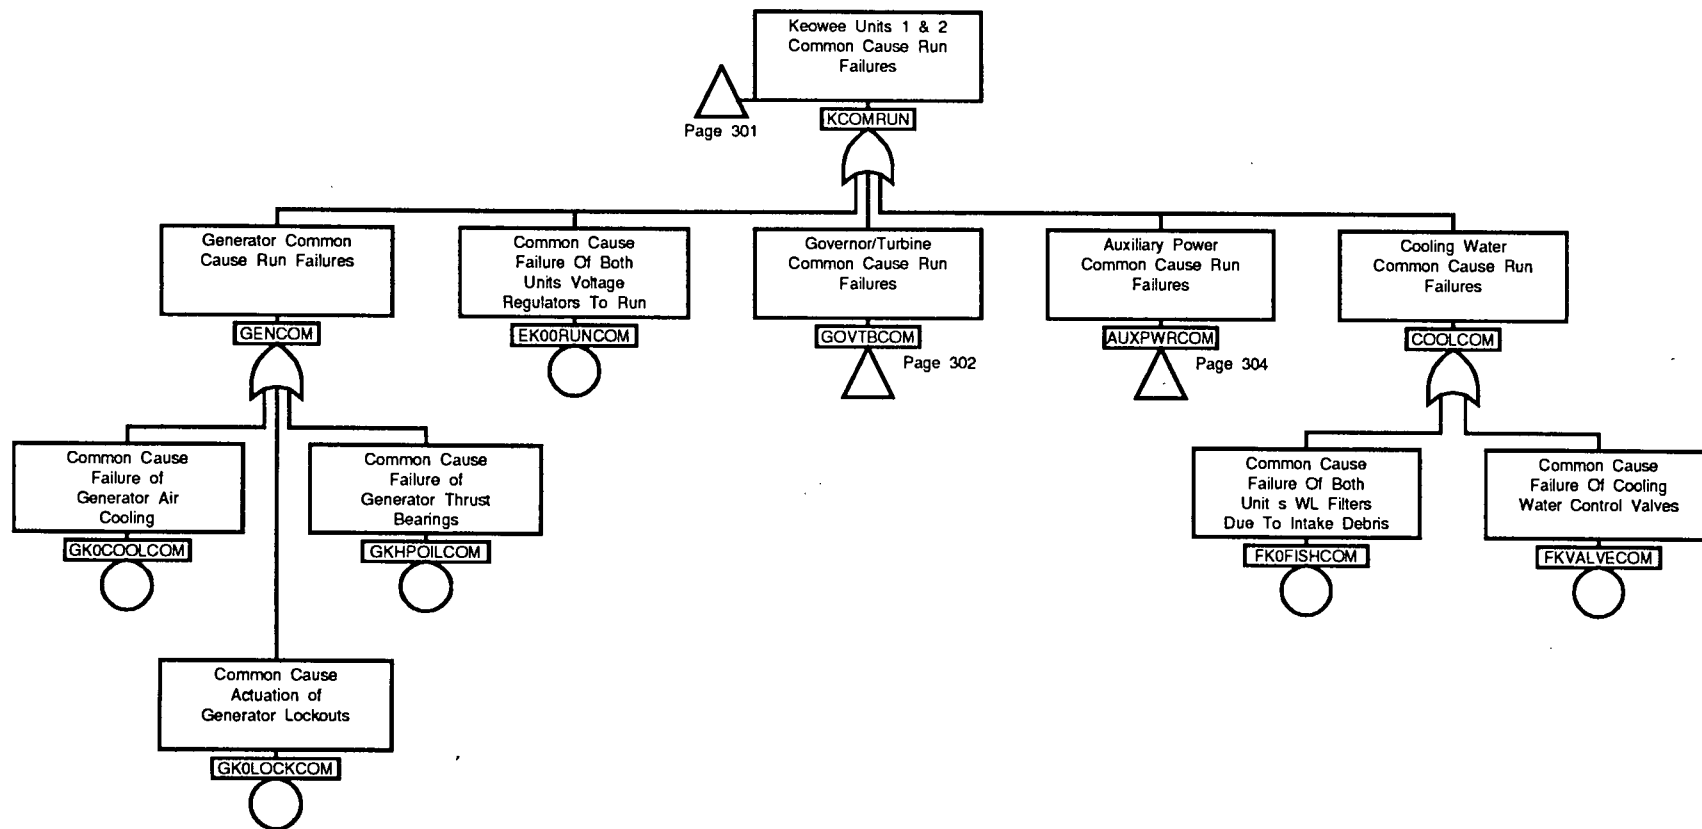 Keowee Units 1 & 2
Common Cause Run
Failures
Page 301
KCOMRUN
Generator Common
Cause Run Failures
GENCOM
Common Cause
Failure Of Both
Units Voltage
Regulators To Run
EK00RUNCOM
Governor/Turbine
Common Cause Run
Failures
GOVTBCOM
Page 302
Auxiliary Power
Common Cause Run
Failures
AUXPWRCOM
Page 304
Cooling Water
Common Cause Run
Failures
COOLCOM
Common Cause
Failure of
Generator Air
Cooling
GK0COOLCOM
Common Cause
Failure of
Generator Thrust
Bearings
GKHPOILCOM
Common Cause
Failure Of Both
Unit s WL Filters
Due To Intake Debris
FK0FISHCOM
Common Cause
Failure Of Cooling
Water Control Valves
FKVALVECOM
Common Cause
Actuation of
Generator Lockouts
GK0LOCKCOM